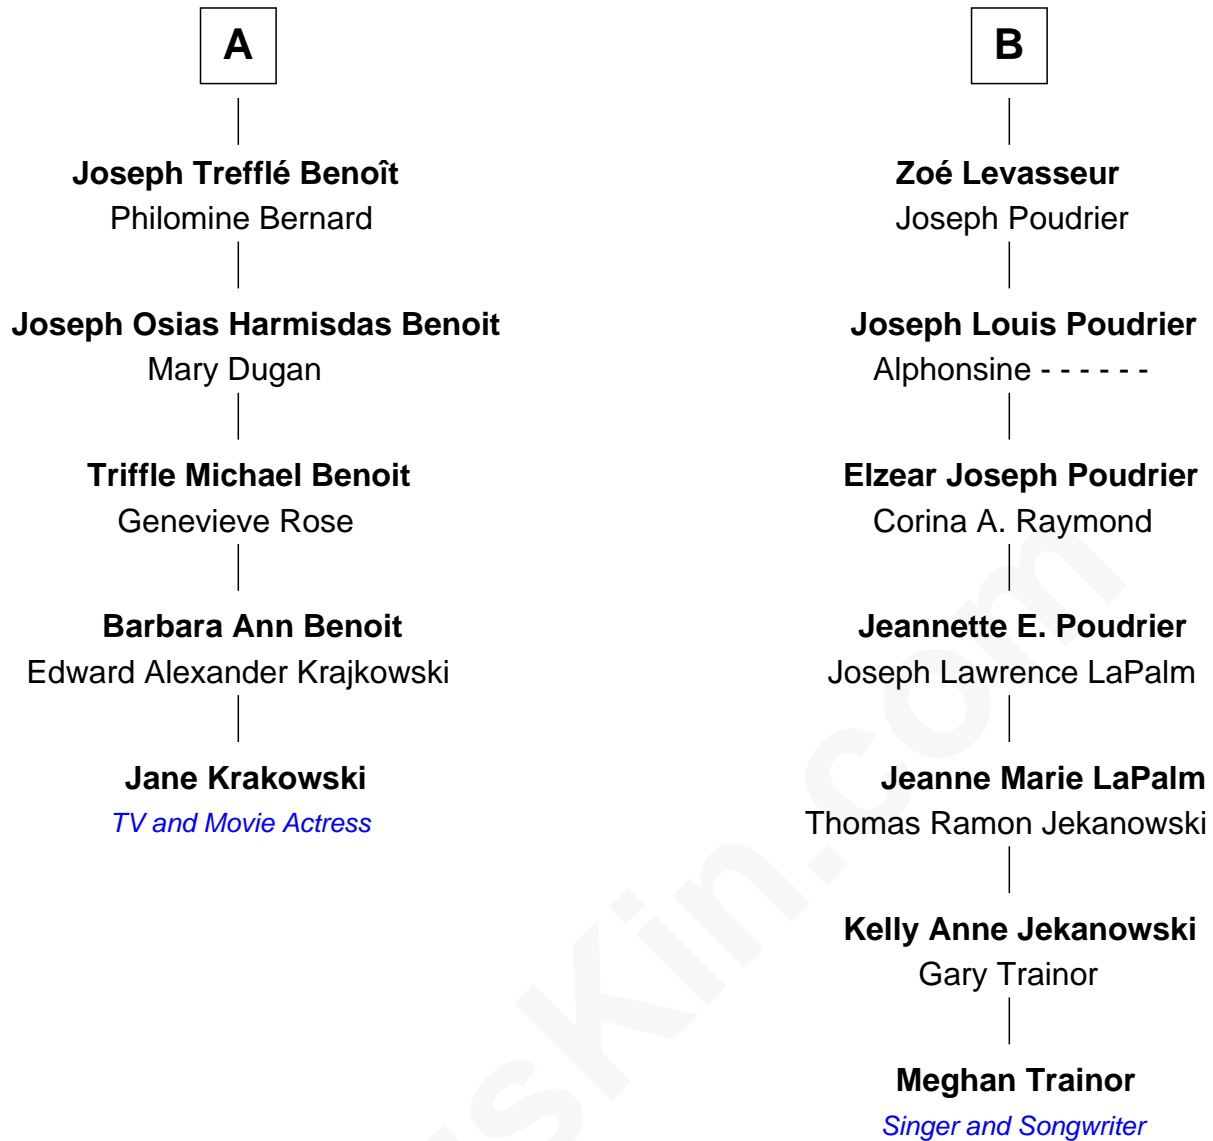 A
Joseph Trefflé Benoît
Philomine Bernard
Joseph Osias Harmisdas Benoit
Mary Dugan
Triffle Michael Benoit
Genevieve Rose
Barbara Ann Benoit
Edward Alexander Krajkowski
Jane Krakowski
TV and Movie Actress
B
Zoé Levasseur
Joseph Poudrier
Joseph Louis Poudrier
Alphonsine - - - - - -
Elzear Joseph Poudrier
Corina A. Raymond
Jeannette E. Poudrier
Joseph Lawrence LaPalm
Jeanne Marie LaPalm
Thomas Ramon Jekanowski
Kelly Anne Jekanowski
Gary Trainor
Meghan Trainor
Singer and Songwriter
usKin.com